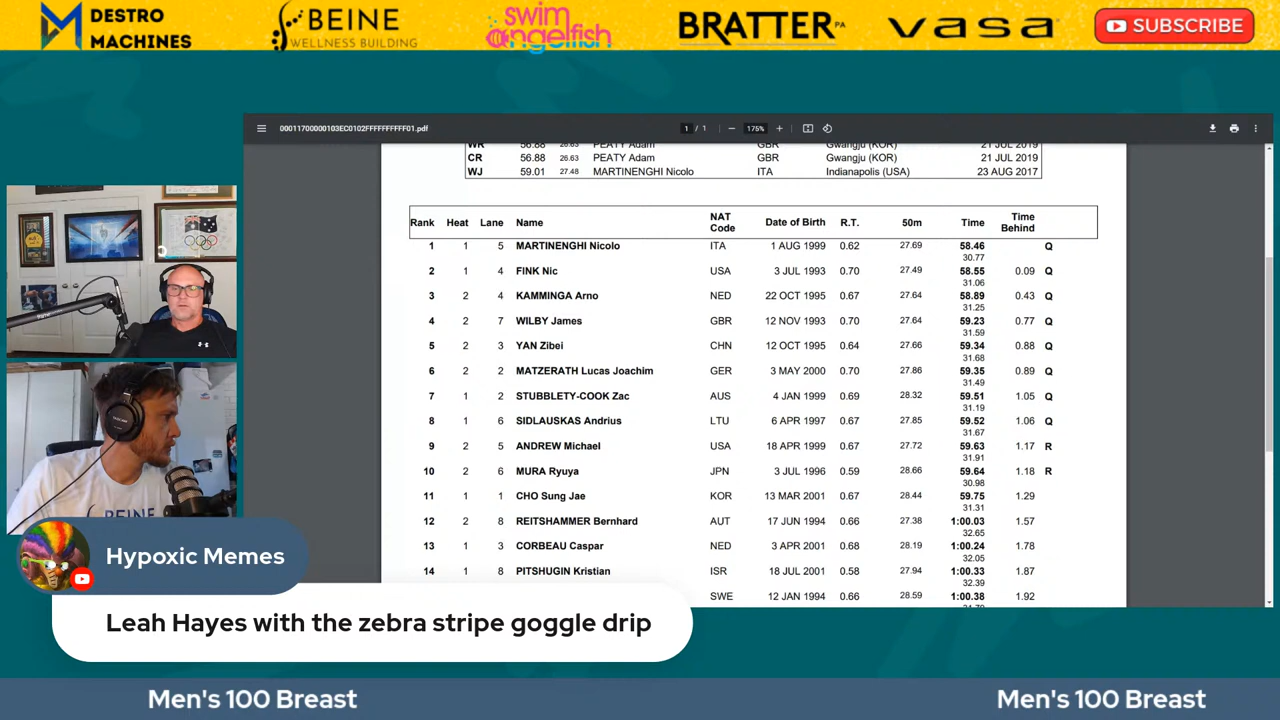 DESTRO MACHINES
BEINE WELLNESS BUILDING
swim angelfish
BRATTER PA
vasa
SUBSCRIBE
00011700000103EC0102FFFFFFFFFF01.pdf 1 / 1 175%
WR 56.88 26.63 PEATY Adam GBR Gwangju (KOR) 21 JUL 2019
CR 56.88 26.63 PEATY Adam GBR Gwangju (KOR) 21 JUL 2019
WJ 59.01 27.48 MARTINENGHI Nicolo ITA Indianapolis (USA) 23 AUG 2017
Rank Heat Lane Name NAT Code Date of Birth R.T. 50m Time Time Behind
1 1 5 MARTINENGHI Nicolo ITA 1 AUG 1999 0.62 27.69 58.46 Q
30.77
2 1 4 FINK Nic USA 3 JUL 1993 0.70 27.49 58.55 0.09 Q
31.06
3 2 4 KAMMINGA Arno NED 22 OCT 1995 0.67 27.64 58.89 0.43 Q
31.25
4 2 7 WILBY James GBR 12 NOV 1993 0.70 27.64 59.23 0.77 Q
31.59
5 2 3 YAN Zibei CHN 12 OCT 1995 0.64 27.66 59.34 0.88 Q
31.68
6 2 2 MATZERATH Lucas Joachim GER 3 MAY 2000 0.70 27.86 59.35 0.89 Q
31.49
7 1 2 STUBBLETY-COOK Zac AUS 4 JAN 1999 0.69 28.32 59.51 1.05 Q
31.19
8 1 6 SIDLAUSKAS Andrius LTU 6 APR 1997 0.67 27.85 59.52 1.06 Q
31.67
9 2 5 ANDREW Michael USA 18 APR 1999 0.67 27.72 59.63 1.17 R
31.91
10 2 6 MURA Ryuya JPN 3 JUL 1996 0.59 28.66 59.64 1.18 R
30.98
11 1 1 CHO Sung Jae KOR 13 MAR 2001 0.67 28.44 59.75 1.29
31.31
12 2 8 REITSHAMMER Bernhard AUT 17 JUN 1994 0.66 27.38 1:00.03 1.57
32.65
13 1 3 CORBEAU Caspar NED 3 APR 2001 0.68 28.19 1:00.24 1.78
32.05
14 1 8 PITSHUGIN Kristian ISR 18 JUL 2001 0.58 27.94 1:00.33 1.87
32.39
SWE 12 JAN 1994 0.66 28.59 1:00.38 1.92
BEINE
Hypoxic Memes
Leah Hayes with the zebra stripe goggle drip
Men's 100 Breast
Men's 100 Breast